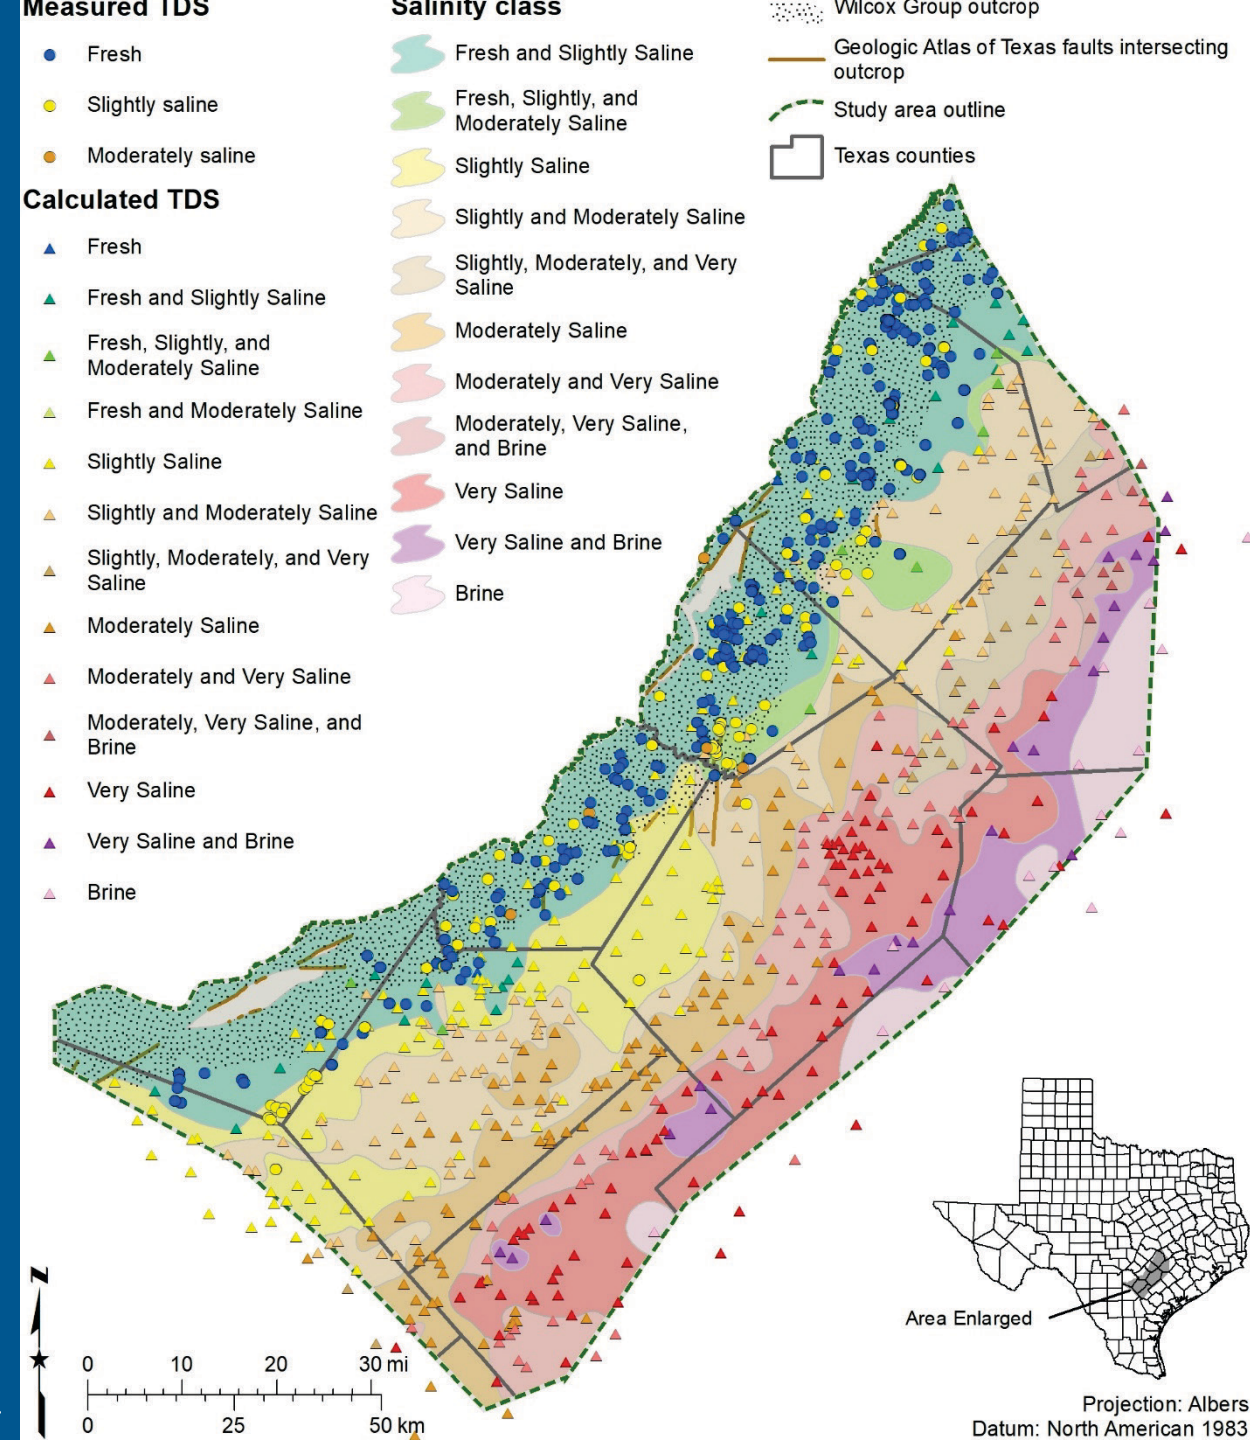 Measured TDS
Fresh
Slightly saline
Moderately saline
Calculated TDS
Fresh
Fresh and Slightly Saline
Fresh, Slightly, and
Moderately Saline
Fresh and Moderately Saline
Slightly Saline
Slightly and Moderately Saline
Slightly, Moderately, and Very
Saline
Moderately Saline
Moderately and Very Saline
Moderately, Very Saline, and
Brine
Very Saline
Very Saline and Brine
Brine
Salinity class
Fresh and Slightly Saline
Fresh, Slightly, and
Moderately Saline
Slightly Saline
Slightly and Moderately Saline
Slightly, Moderately, and Very
Saline
Moderately Saline
Moderately and Very Saline
Moderately, Very Saline,
and Brine
Very Saline
Very Saline and Brine
Brine
Wilcox Group outcrop
Geologic Atlas of Texas faults intersecting
outcrop
Study area outline
Texas counties
N
0 10 20 30 mi
0 25 50 km
Area Enlarged
Projection: Albers
Datum: North American 1983